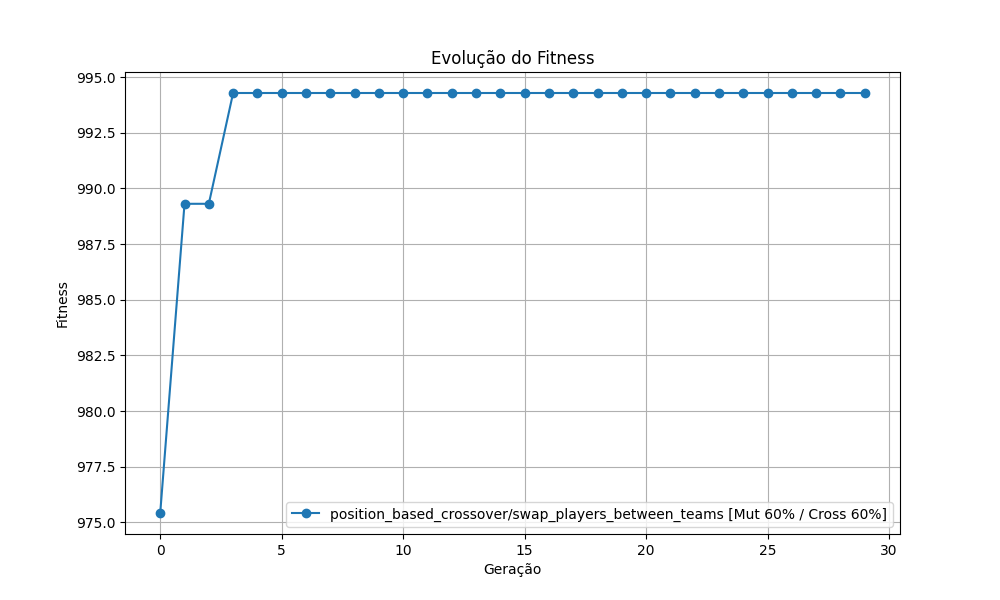 Evolução do Fitness
995.0
992.5
990.0
987.5
985.0
982.5
980.0
977.5
975.0
Fitness
position_based_crossover/swap_players_between_teams [Mut 60% / Cross 60%]
0 5 10 15 20 25 30
Geração